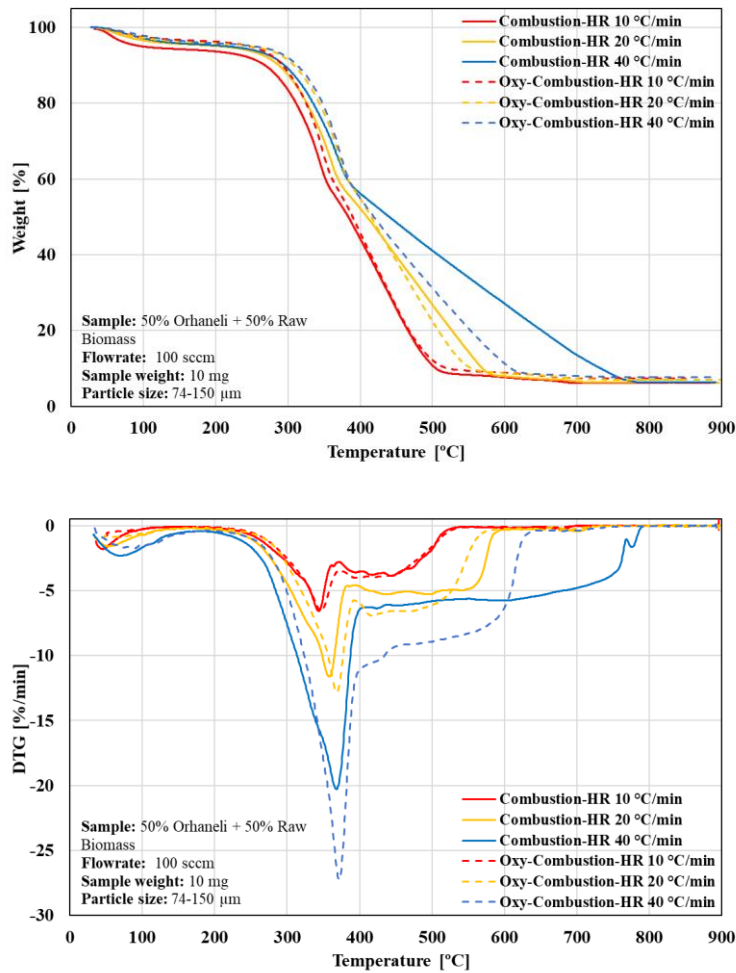 100
80
60
40
20
0
Weight [%]
Combustion-HR 10 °C/min
Combustion-HR 20 °C/min
Combustion-HR 40 °C/min
Oxy-Combustion-HR 10 °C/min
Oxy-Combustion-HR 20 °C/min
Oxy-Combustion-HR 40 °C/min
Sample: 50% Orhaneli + 50% Raw
Biomass
Flowrate: 100 sccm
Sample weight: 10 mg
Particle size: 74-150 µm
0 100 200 300 400 500 600 700 800 900
Temperature [ºC]
0
-5
-10
-15
-20
-25
-30
DTG [%/min]
Combustion-HR 10 °C/min
Combustion-HR 20 °C/min
Combustion-HR 40 °C/min
Oxy-Combustion-HR 10 °C/min
Oxy-Combustion-HR 20 °C/min
Oxy-Combustion-HR 40 °C/min
Sample: 50% Orhaneli + 50% Raw
Biomass
Flowrate: 100 sccm
Sample weight: 10 mg
Particle size: 74-150 µm
0 100 200 300 400 500 600 700 800 900
Temperature [ºC]